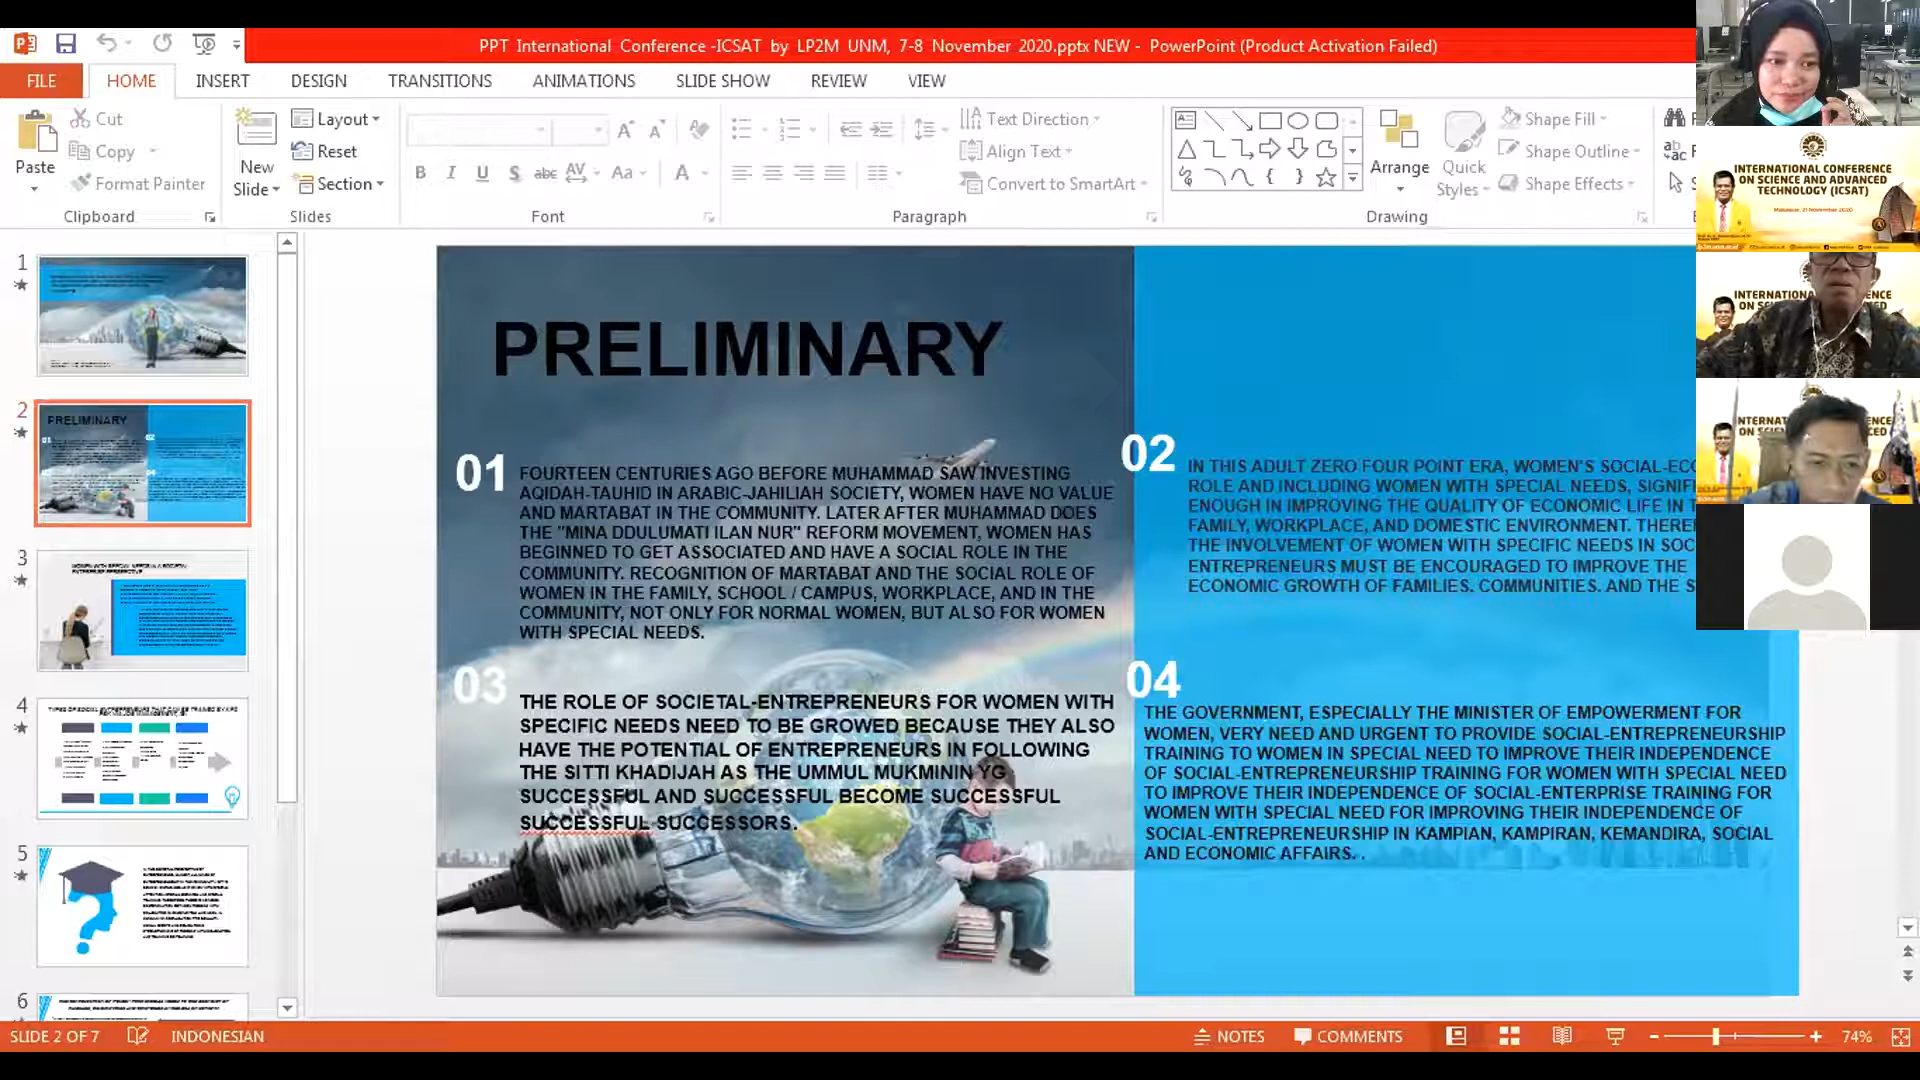 PPT International Conference -ICSAT by LP2M UNM, 7-8 November 2020.pptx NEW - PowerPoint (Product Activation Failed)
FILE HOME INSERT DESIGN TRANSITIONS ANIMATIONS SLIDE SHOW REVIEW VIEW
Paste
Cut
Copy
Format Painter
Clipboard
New Slide
Layout
Reset
Section
Slides
Font
Text Direction
Align Text
Convert to SmartArt
Paragraph
Arrange
Quick Styles
Shape Fill
Shape Outline
Shape Effects
Drawing
INTERNATIONAL CONFERENCE
ON SCIENCE AND ADVANCED
TECHNOLOGY (ICSAT)
1
2
PRELIMINARY
3
4
5
6
PRELIMINARY
01
FOURTEEN CENTURIES AGO BEFORE MUHAMMAD SAW INVESTING
AQIDAH-TAUHID IN ARABIC-JAHILIAH SOCIETY, WOMEN HAVE NO VALUE
AND MARTABAT IN THE COMMUNITY. LATER AFTER MUHAMMAD DOES
THE "MINA DDULUMATI ILAN NUR" REFORM MOVEMENT, WOMEN HAS
BEGINNED TO GET ASSOCIATED AND HAVE A SOCIAL ROLE IN THE
COMMUNITY. RECOGNITION OF MARTABAT AND THE SOCIAL ROLE OF
WOMEN IN THE FAMILY, SCHOOL / CAMPUS, WORKPLACE, AND IN THE
COMMUNITY, NOT ONLY FOR NORMAL WOMEN, BUT ALSO FOR WOMEN
WITH SPECIAL NEEDS.
02
IN THIS ADULT ZERO FOUR POINT ERA, WOMEN'S SOCIAL-ECO
ROLE AND INCLUDING WOMEN WITH SPECIAL NEEDS, SIGNIFI
ENOUGH IN IMPROVING THE QUALITY OF ECONOMIC LIFE IN T
FAMILY, WORKPLACE, AND DOMESTIC ENVIRONMENT. THERE
THE INVOLVEMENT OF WOMEN WITH SPECIFIC NEEDS IN SOC
ENTREPRENEURS MUST BE ENCOURAGED TO IMPROVE THE
ECONOMIC GROWTH OF FAMILIES. COMMUNITIES. AND THE S
03
THE ROLE OF SOCIETAL-ENTREPRENEURS FOR WOMEN WITH
SPECIFIC NEEDS NEED TO BE GROWED BECAUSE THEY ALSO
HAVE THE POTENTIAL OF ENTREPRENEURS IN FOLLOWING
THE SITTI KHADIJAH AS THE UMMUL MUKMININ YG
SUCCESSFUL AND SUCCESSFUL BECOME SUCCESSFUL
SUCCESSFUL SUCCESSORS.
04
THE GOVERNMENT, ESPECIALLY THE MINISTER OF EMPOWERMENT FOR
WOMEN, VERY NEED AND URGENT TO PROVIDE SOCIAL-ENTREPRENEURSHIP
TRAINING TO WOMEN IN SPECIAL NEED TO IMPROVE THEIR INDEPENDENCE
OF SOCIAL-ENTREPRENEURSHIP TRAINING FOR WOMEN WITH SPECIAL NEED
TO IMPROVE THEIR INDEPENDENCE OF SOCIAL-ENTERPRISE TRAINING FOR
WOMEN WITH SPECIAL NEED FOR IMPROVING THEIR INDEPENDENCE OF
SOCIAL-ENTREPRENEURSHIP IN KAMPIAN, KAMPIRAN, KEMANDIRA, SOCIAL
AND ECONOMIC AFFAIRS. .
SLIDE 2 OF 7 INDONESIAN NOTES COMMENTS 74%